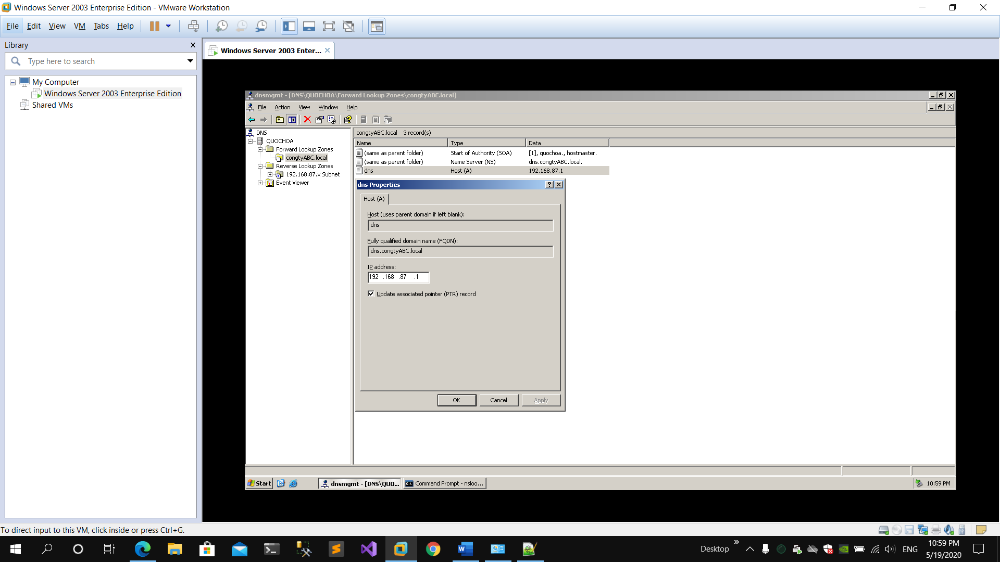 Windows Server 2003 Enterprise Edition - VMware Workstation
File Edit View VM Tabs Help
Library
Type here to search
My Computer
Windows Server 2003 Enterprise Edition
Shared VMs
Windows Server 2003 Enter...
dnsmgmt - [DNS\QUOCHOA\Forward Lookup Zones\congtyABC.local]
File Action View Window Help
DNS
QUOCHOA
Forward Lookup Zones
congtyABC.local
Reverse Lookup Zones
192.168.87.x Subnet
Event Viewer
congtyABC.local 3 record(s)
Name Type Data
(same as parent folder) Start of Authority (SOA) [1], quochoa., hostmaster.
(same as parent folder) Name Server (NS) dns.congtyABC.local.
dns Host (A) 192.168.87.1
dns Properties
Host (A)
Host (uses parent domain if left blank):
dns
Fully qualified domain name (FQDN):
dns.congtyABC.local
IP address:
192 .168 .87 .1
Update associated pointer (PTR) record
OK Cancel Apply
Start dnsmgmt - [DNS\QUO... Command Prompt - nsloo... 10:59 PM
To direct input to this VM, click inside or press Ctrl+G.
Desktop ENG 10:59 PM
5/19/2020